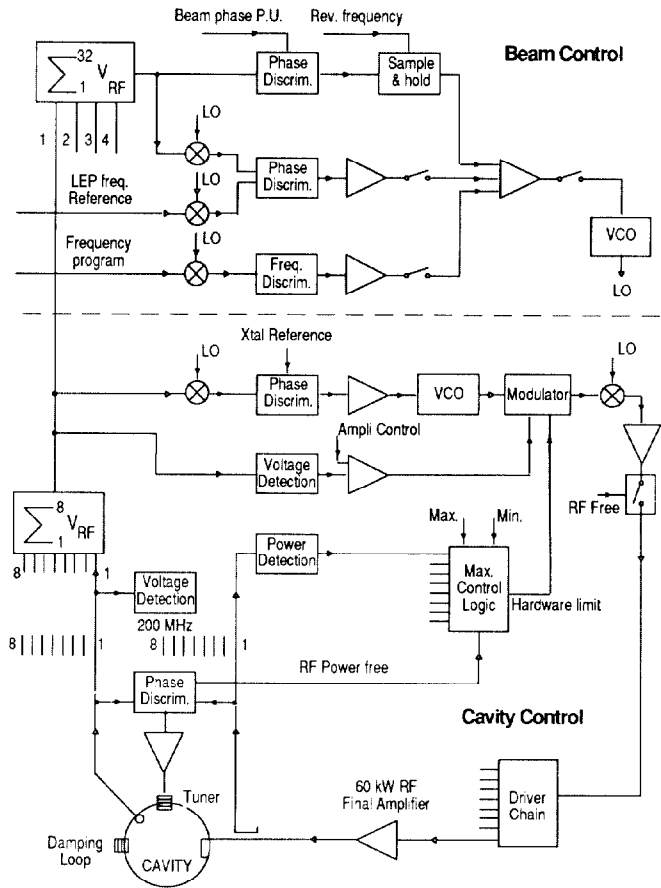 Beam phase P.U.
Rev. frequency
Beam Control
32
∑ V RF
1
Phase
Discrim.
Sample
& hold
1 2 3 4
LO
LEP freq.
Reference
LO
Phase
Discrim.
Frequency
program
LO
Freq.
Discrim.
VCO
LO
Xtal Reference
LO
Phase
Discrim.
VCO
Modulator
LO
Ampli Control
Voltage
Detection
RF Free
8
∑ V RF
1
8 1
Power
Detection
Max. Min.
Max.
Control
Logic
Hardware limit
Voltage
Detection
200 MHz
8 1
8 1
RF Power free
Phase
Discrim.
Cavity Control
Tuner
60 kW RF
Final Amplifier
Driver
Chain
Damping
Loop
CAVITY